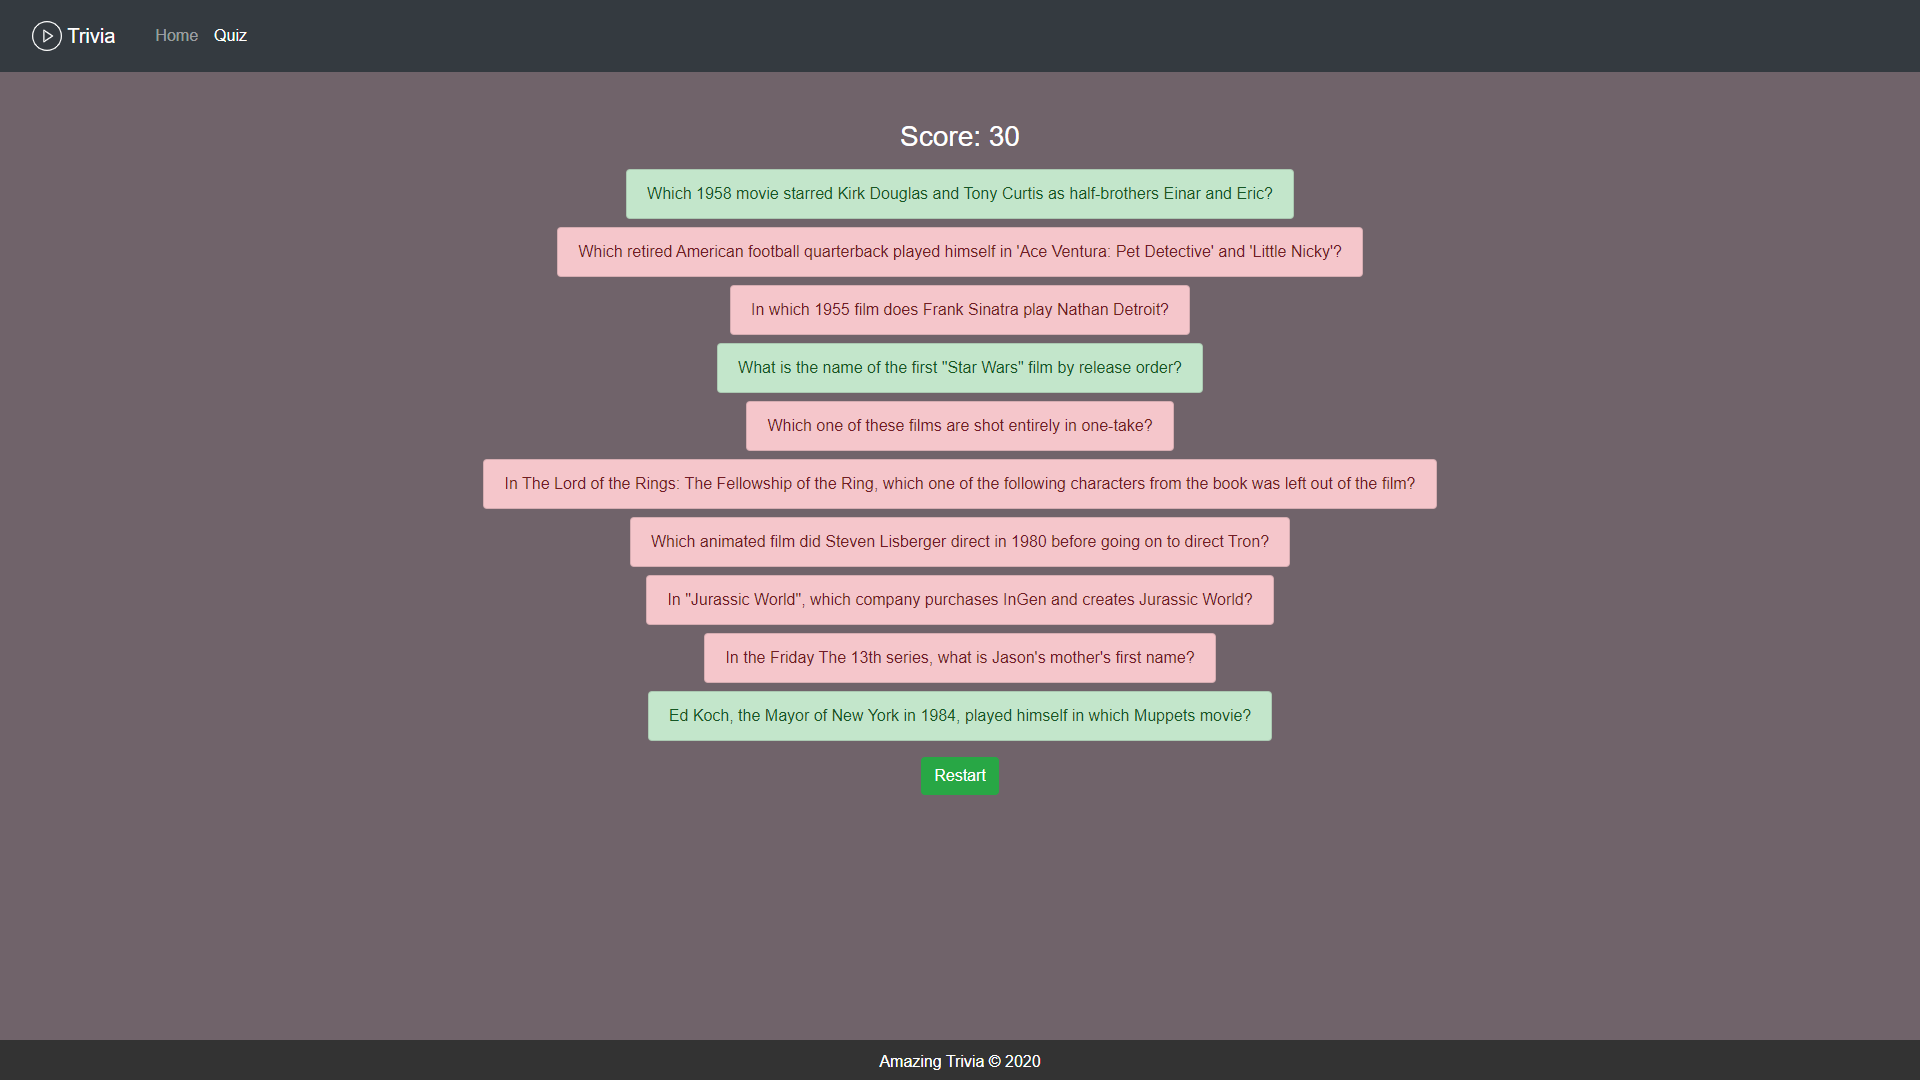 Trivia Home Quiz
Score: 30
Which 1958 movie starred Kirk Douglas and Tony Curtis as half-brothers Einar and Eric?
Which retired American football quarterback played himself in 'Ace Ventura: Pet Detective' and 'Little Nicky'?
In which 1955 film does Frank Sinatra play Nathan Detroit?
What is the name of the first "Star Wars" film by release order?
Which one of these films are shot entirely in one-take?
In The Lord of the Rings: The Fellowship of the Ring, which one of the following characters from the book was left out of the film?
Which animated film did Steven Lisberger direct in 1980 before going on to direct Tron?
In "Jurassic World", which company purchases InGen and creates Jurassic World?
In the Friday The 13th series, what is Jason's mother's first name?
Ed Koch, the Mayor of New York in 1984, played himself in which Muppets movie?
Restart
Amazing Trivia © 2020